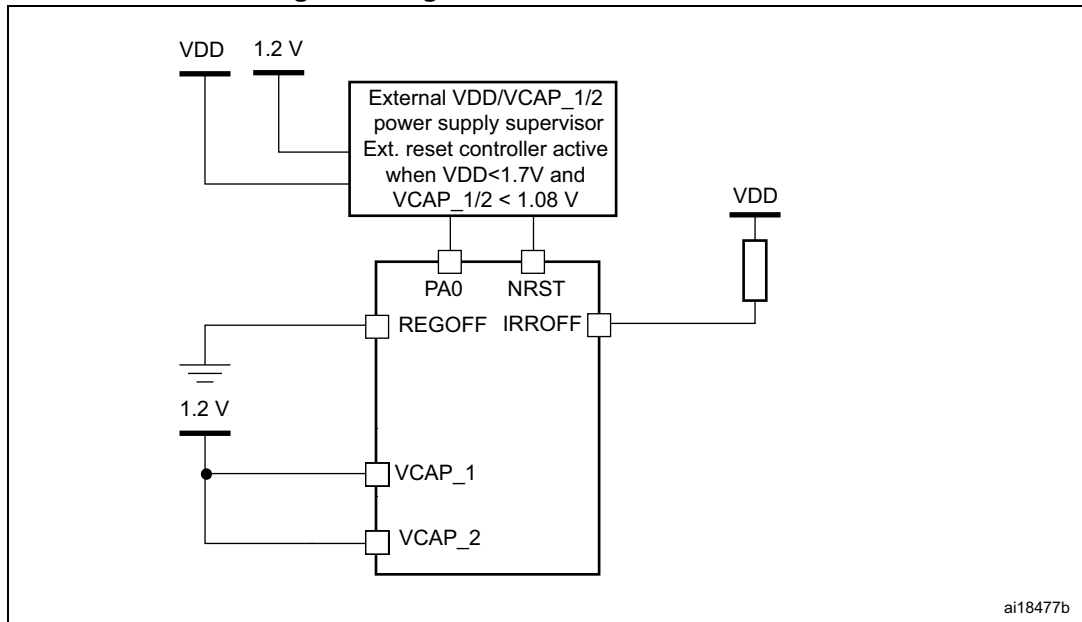 VDD
1.2 V
External VDD/VCAP_1/2
power supply supervisor
Ext. reset controller active
when VDD<1.7V and
VCAP_1/2 < 1.08 V
VDD
PA0
NRST
REGOFF
IRROFF
1.2 V
VCAP_1
VCAP_2
ai18477b